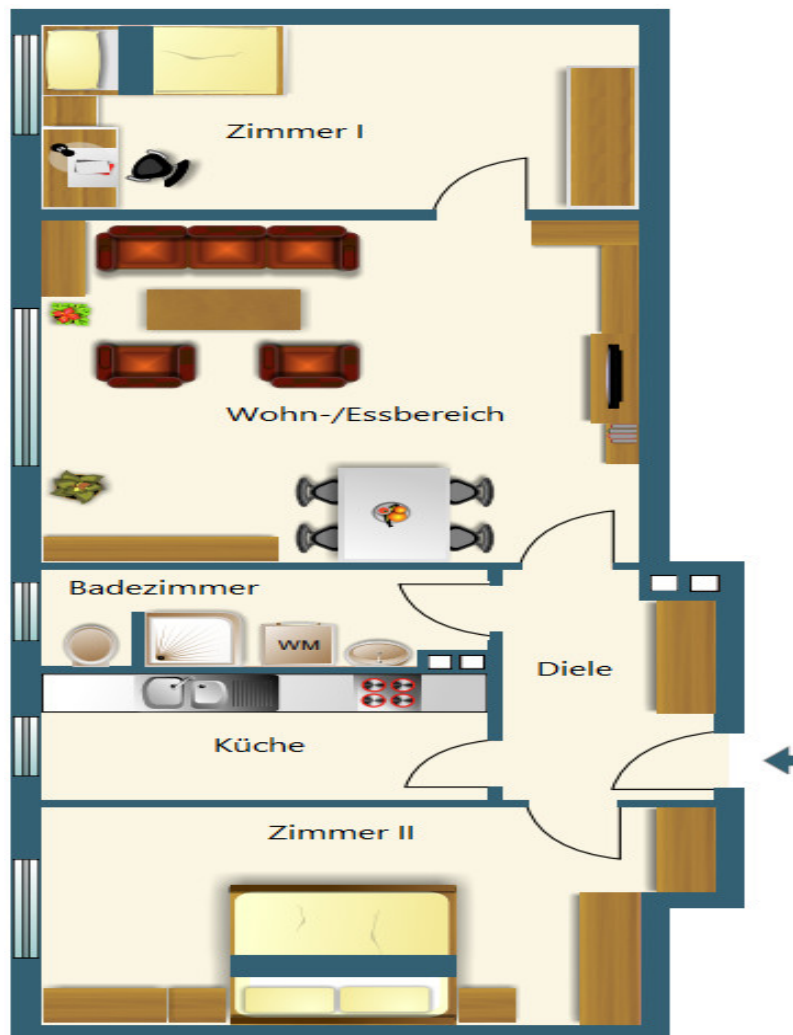 Zimmer I
Wohn-/Essbereich
Badezimmer
WM
Diele
Küche
Zimmer II